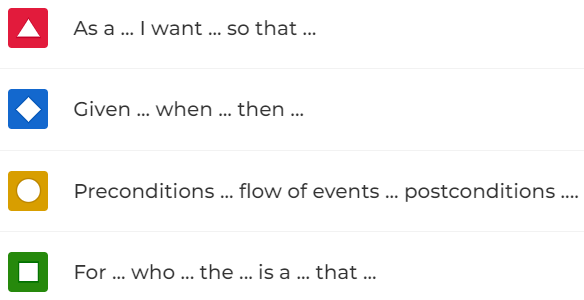 As a ... I want ... so that ...
Given ... when ... then ...
Preconditions ... flow of events ... postconditions ....
For ... who ... the ... is a ... that ...